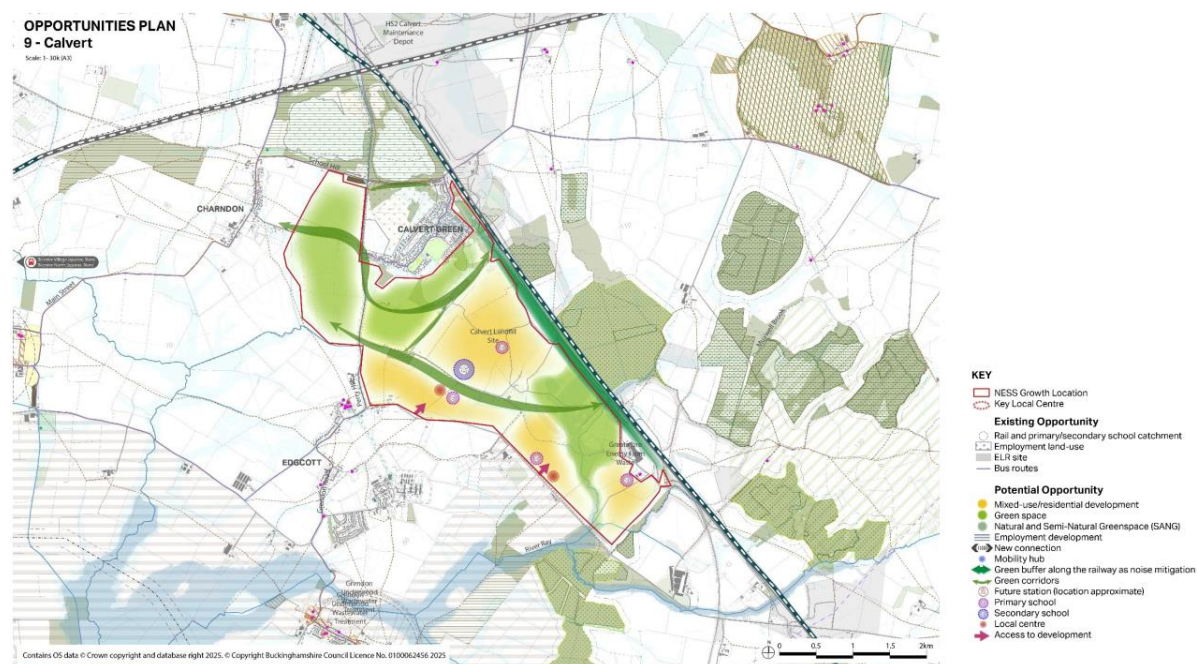 OPPORTUNITIES PLAN
9 - Calvert
Scale: 1- 30k (A3)
HS2 Calvert
Maintenance
Depot
School Hill
CHARNDON
CALVERT GREEN
Main Street
Calvert Landfill
Site
Perry Hill
EDGCOTT
Greatmoor
Energy From
Waste
River Ray
Grendon
Underwood
Wastewater
Treatment
Contains OS data © Crown copyright and database right 2025. © Copyright Buckinghamshire Council Licence No. 0100062456 2025
N
0 0.5 1 1.5 2km
KEY
NESS Growth Location
Key Local Centre
Existing Opportunity
Rail and primary/secondary school catchment
Employment land-use
ELR site
Bus routes
Potential Opportunity
Mixed-use/residential development
Green space
Natural and Semi-Natural Greenspace (SANG)
Employment development
New connection
Mobility hub
Green buffer along the railway as noise mitigation
Green corridors
Future station (location approximate)
Primary school
Secondary school
Local centre
Access to development